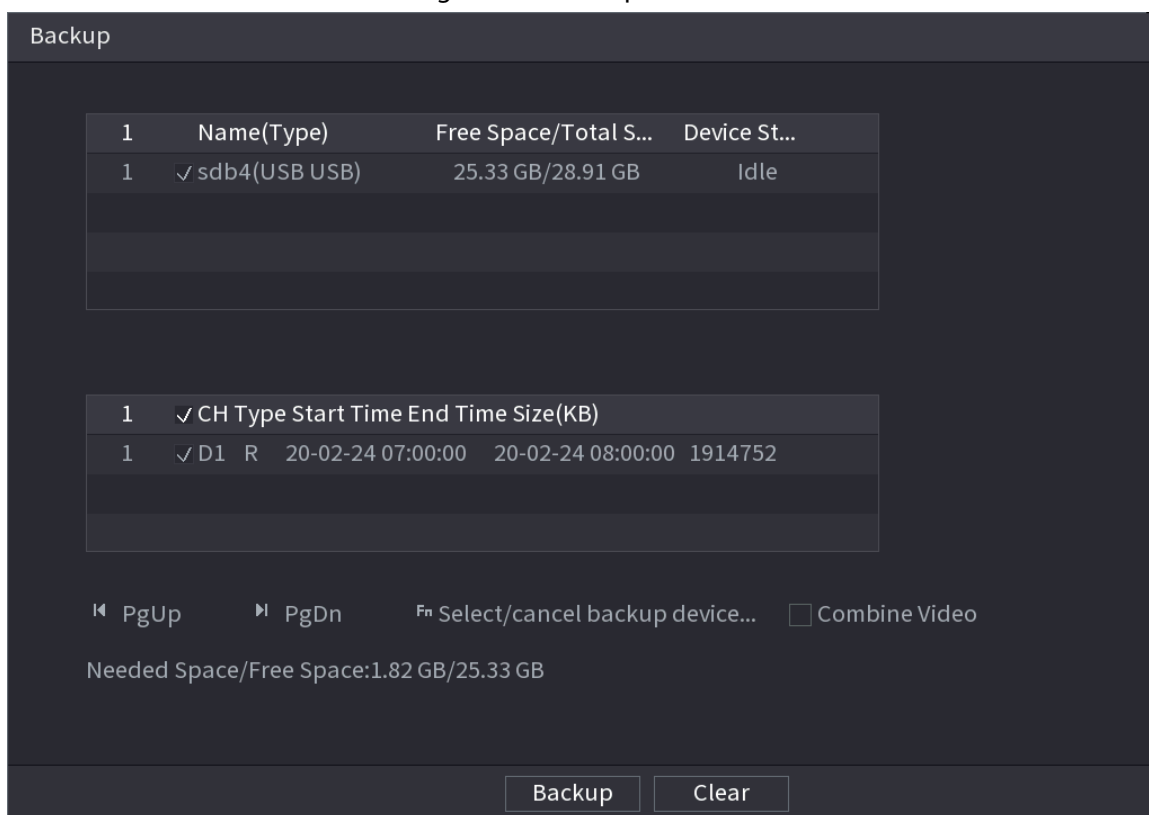 Backup
1 Name(Type) Free Space/Total S... Device St...
1 sdb4(USB USB) 25.33 GB/28.91 GB Idle
1 CH Type Start Time End Time Size(KB)
1 D1 R 20-02-24 07:00:00 20-02-24 08:00:00 1914752
PgUp PgDn Fn Select/cancel backup device... Combine Video
Needed Space/Free Space:1.82 GB/25.33 GB
Backup Clear